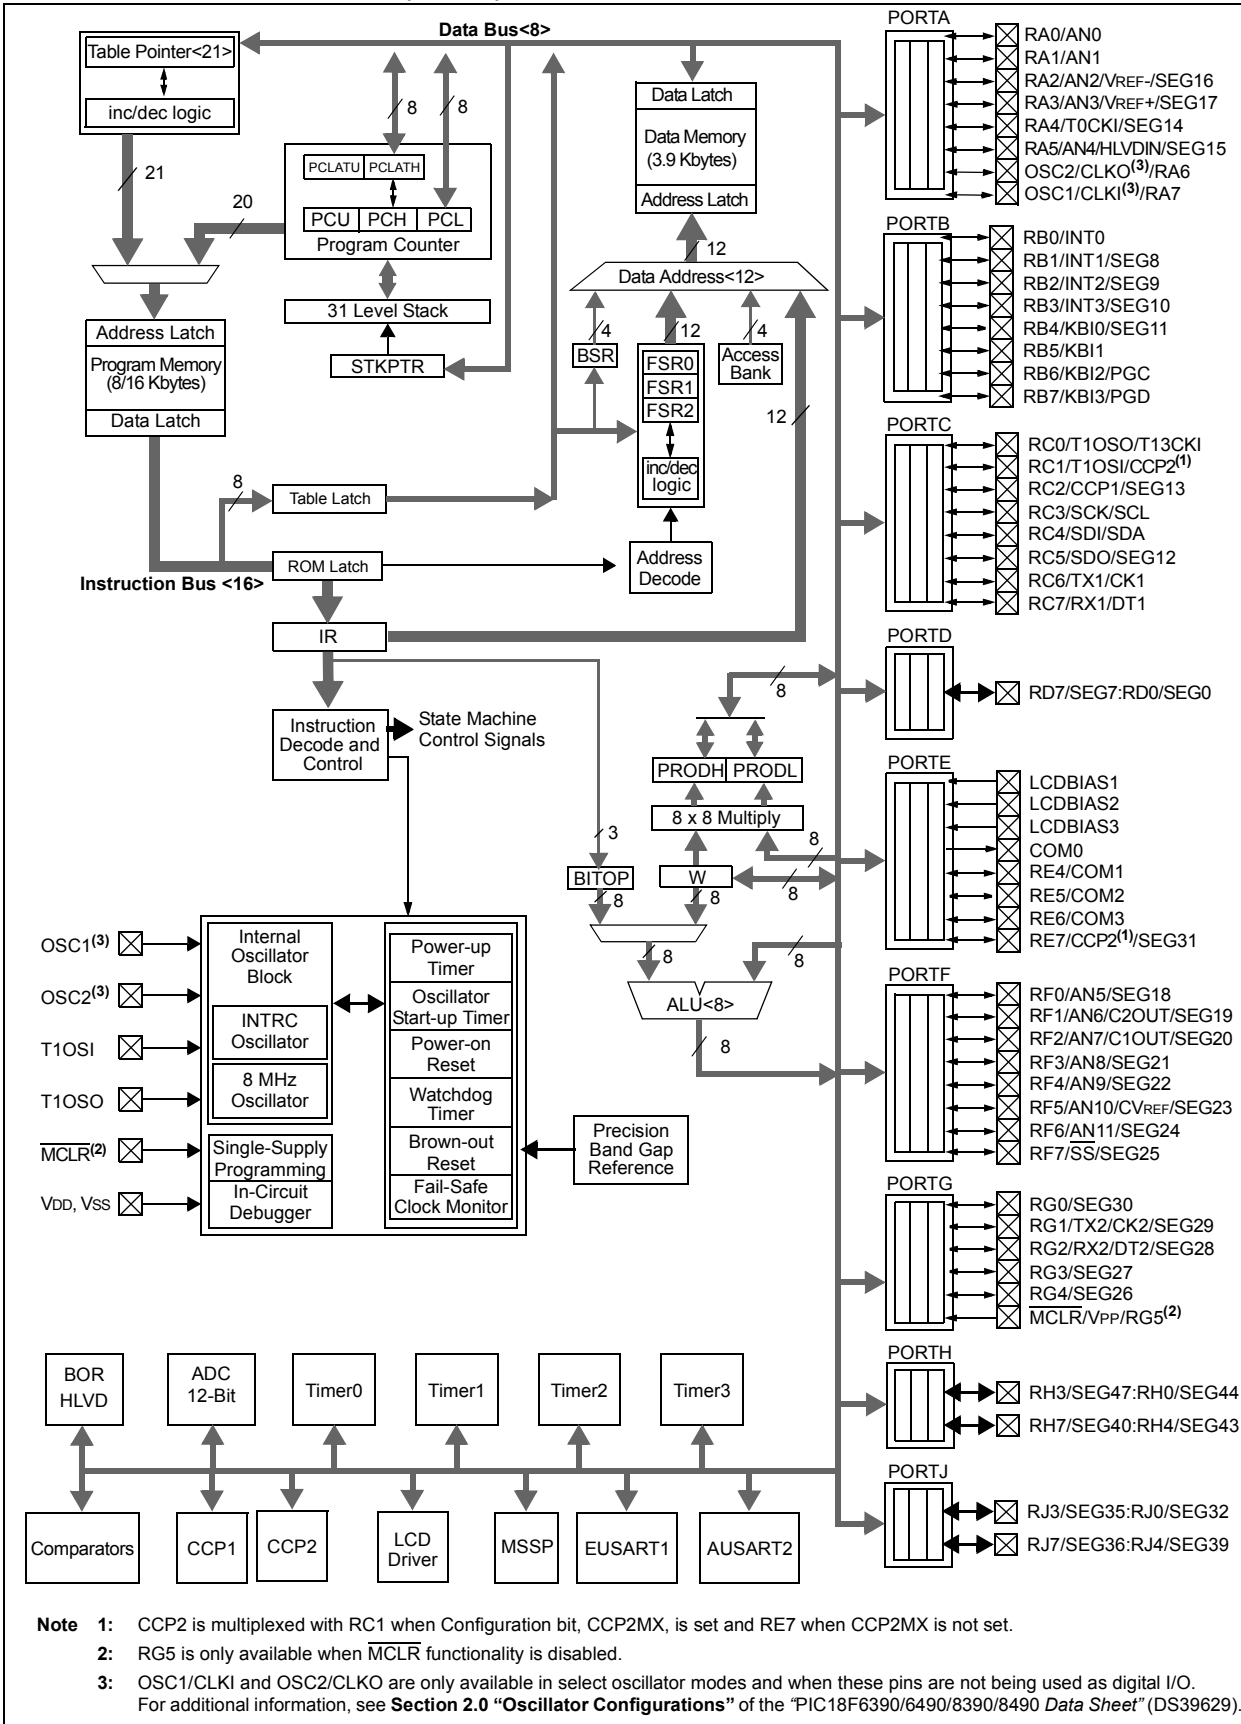 Data Bus<8>
Table Pointer<21>
inc/dec logic
21
20
8
8
PCLATU
PCLATH
PCU
PCH
PCL
Program Counter
31 Level Stack
STKPTR
Address Latch
Program Memory
(8/16 Kbytes)
Data Latch
8
Table Latch
ROM Latch
Instruction Bus <16>
IR
Data Latch
Data Memory
(3.9 Kbytes)
Address Latch
12
Data Address<12>
4
12
4
BSR
FSR0
FSR1
FSR2
inc/dec
logic
Access
Bank
12
Address
Decode
Instruction
Decode and
Control
State Machine
Control Signals
8
PRODH
PRODL
8 x 8 Multiply
3
8
BITOP
W
8
8
8
8
8
ALU<8>
8
OSC1(3)
OSC2(3)
T1OSI
T1OSO
MCLR(2)
VDD, VSS
Internal
Oscillator
Block
INTRC
Oscillator
8 MHz
Oscillator
Single-Supply
Programming
In-Circuit
Debugger
Power-up
Timer
Oscillator
Start-up Timer
Power-on
Reset
Watchdog
Timer
Brown-out
Reset
Fail-Safe
Clock Monitor
Precision
Band Gap
Reference
BOR
HLVD
ADC
12-Bit
Timer0
Timer1
Timer2
Timer3
Comparators
CCP1
CCP2
LCD
Driver
MSSP
EUSART1
AUSART2
PORTA
RA0/AN0
RA1/AN1
RA2/AN2/VREF-/SEG16
RA3/AN3/VREF+/SEG17
RA4/T0CKI/SEG14
RA5/AN4/HLVDIN/SEG15
OSC2/CLKO(3)/RA6
OSC1/CLKI(3)/RA7
PORTB
RB0/INT0
RB1/INT1/SEG8
RB2/INT2/SEG9
RB3/INT3/SEG10
RB4/KBI0/SEG11
RB5/KBI1
RB6/KBI2/PGC
RB7/KBI3/PGD
PORTC
RC0/T1OSO/T13CKI
RC1/T1OSI/CCP2(1)
RC2/CCP1/SEG13
RC3/SCK/SCL
RC4/SDI/SDA
RC5/SDO/SEG12
RC6/TX1/CK1
RC7/RX1/DT1
PORTD
RD7/SEG7:RD0/SEG0
PORTE
LCDBIAS1
LCDBIAS2
LCDBIAS3
COM0
RE4/COM1
RE5/COM2
RE6/COM3
RE7/CCP2(1)/SEG31
PORTF
RF0/AN5/SEG18
RF1/AN6/C2OUT/SEG19
RF2/AN7/C1OUT/SEG20
RF3/AN8/SEG21
RF4/AN9/SEG22
RF5/AN10/CVREF/SEG23
RF6/AN11/SEG24
RF7/SS/SEG25
PORTG
RG0/SEG30
RG1/TX2/CK2/SEG29
RG2/RX2/DT2/SEG28
RG3/SEG27
RG4/SEG26
MCLR/VPP/RG5(2)
PORTH
RH3/SEG47:RH0/SEG44
RH7/SEG40:RH4/SEG43
PORTJ
RJ3/SEG35:RJ0/SEG32
RJ7/SEG36:RJ4/SEG39
Note 1: CCP2 is multiplexed with RC1 when Configuration bit, CCP2MX, is set and RE7 when CCP2MX is not set.
2: RG5 is only available when MCLR functionality is disabled.
3: OSC1/CLKI and OSC2/CLKO are only available in select oscillator modes and when these pins are not being used as digital I/O.
For additional information, see Section 2.0 “Oscillator Configurations” of the “PIC18F6390/6490/8390/8490 Data Sheet” (DS39629).